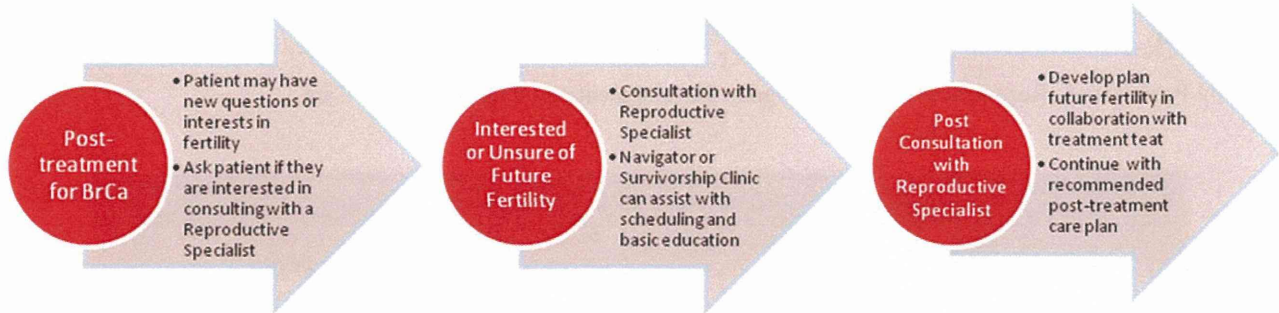 Post-
treatment
for BrCa
• Patient may have
new questions or
interests in
fertility
• Ask patient if they
are interested in
consulting with a
Reproductive
Specialist
Interested
or Unsure of
Future
Fertility
• Consultation with
Reproductive
Specialist
• Navigator or
Survivorship Clinic
can assist with
scheduling and
basic education
Post
Consultation
with
Reproductive
Specialist
• Develop plan
future fertility in
collaboration with
treatment teat
• Continue with
recommended
post-treatment
care plan